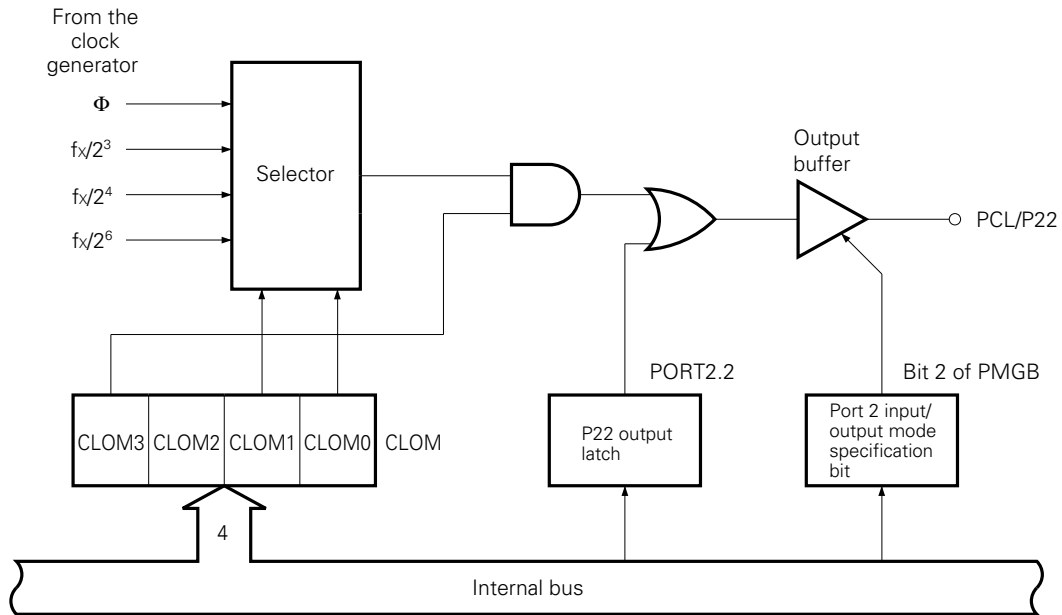 From the
clock
generator
Φ
fx/2³
fx/2⁴
fx/2⁶
Selector
Output
buffer
PCL/P22
PORT2.2
Bit 2 of PMGB
CLOM3
CLOM2
CLOM1
CLOM0
CLOM
P22 output
latch
Port 2 input/
output mode
specification
bit
4
Internal bus